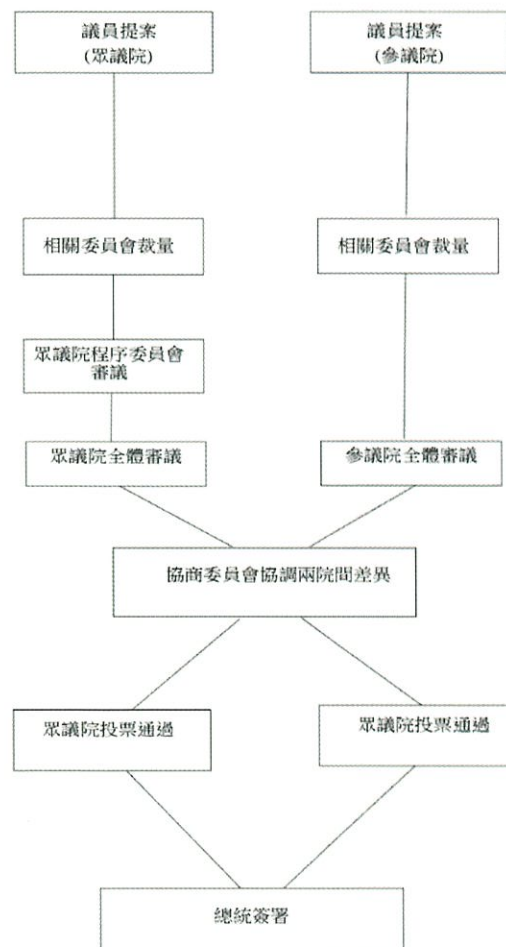 議員提案
(眾議院)
議員提案
(參議院)
相關委員會裁量
相關委員會裁量
眾議院程序委員會
審議
眾議院全體審議
參議院全體審議
協商委員會協調兩院間差異
眾議院投票通過
眾議院投票通過
總統簽署